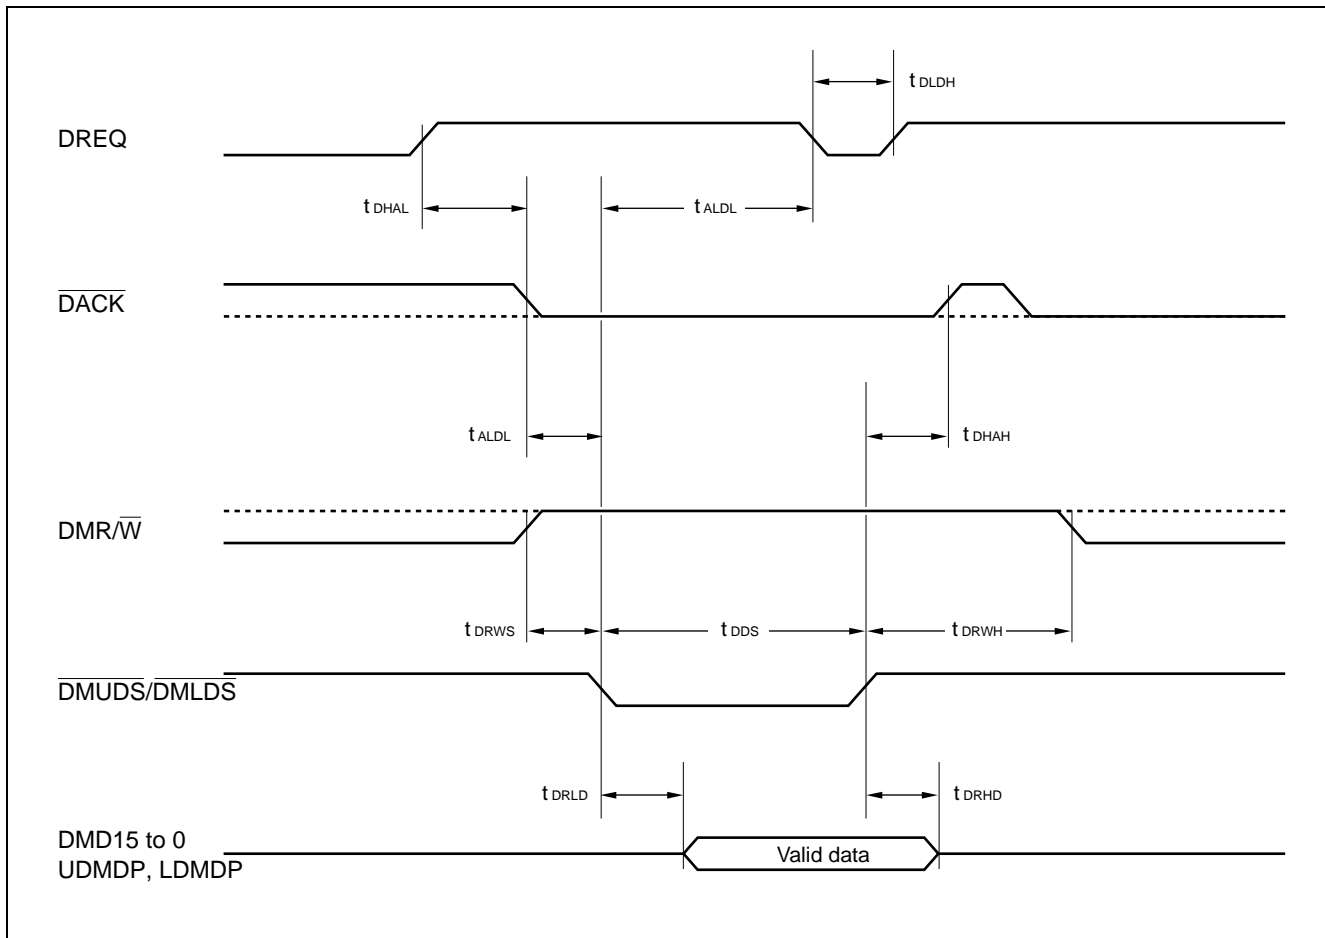 t DLDH
DREQ
t DHAL
t ALDL
DACK
t ALDL
t DHAH
DMR/W
t DRWS
t DDS
t DRWH
DMUDS/DMLDS
t DRLD
t DRHD
DMD15 to 0
UDMDP, LDMDP
Valid data